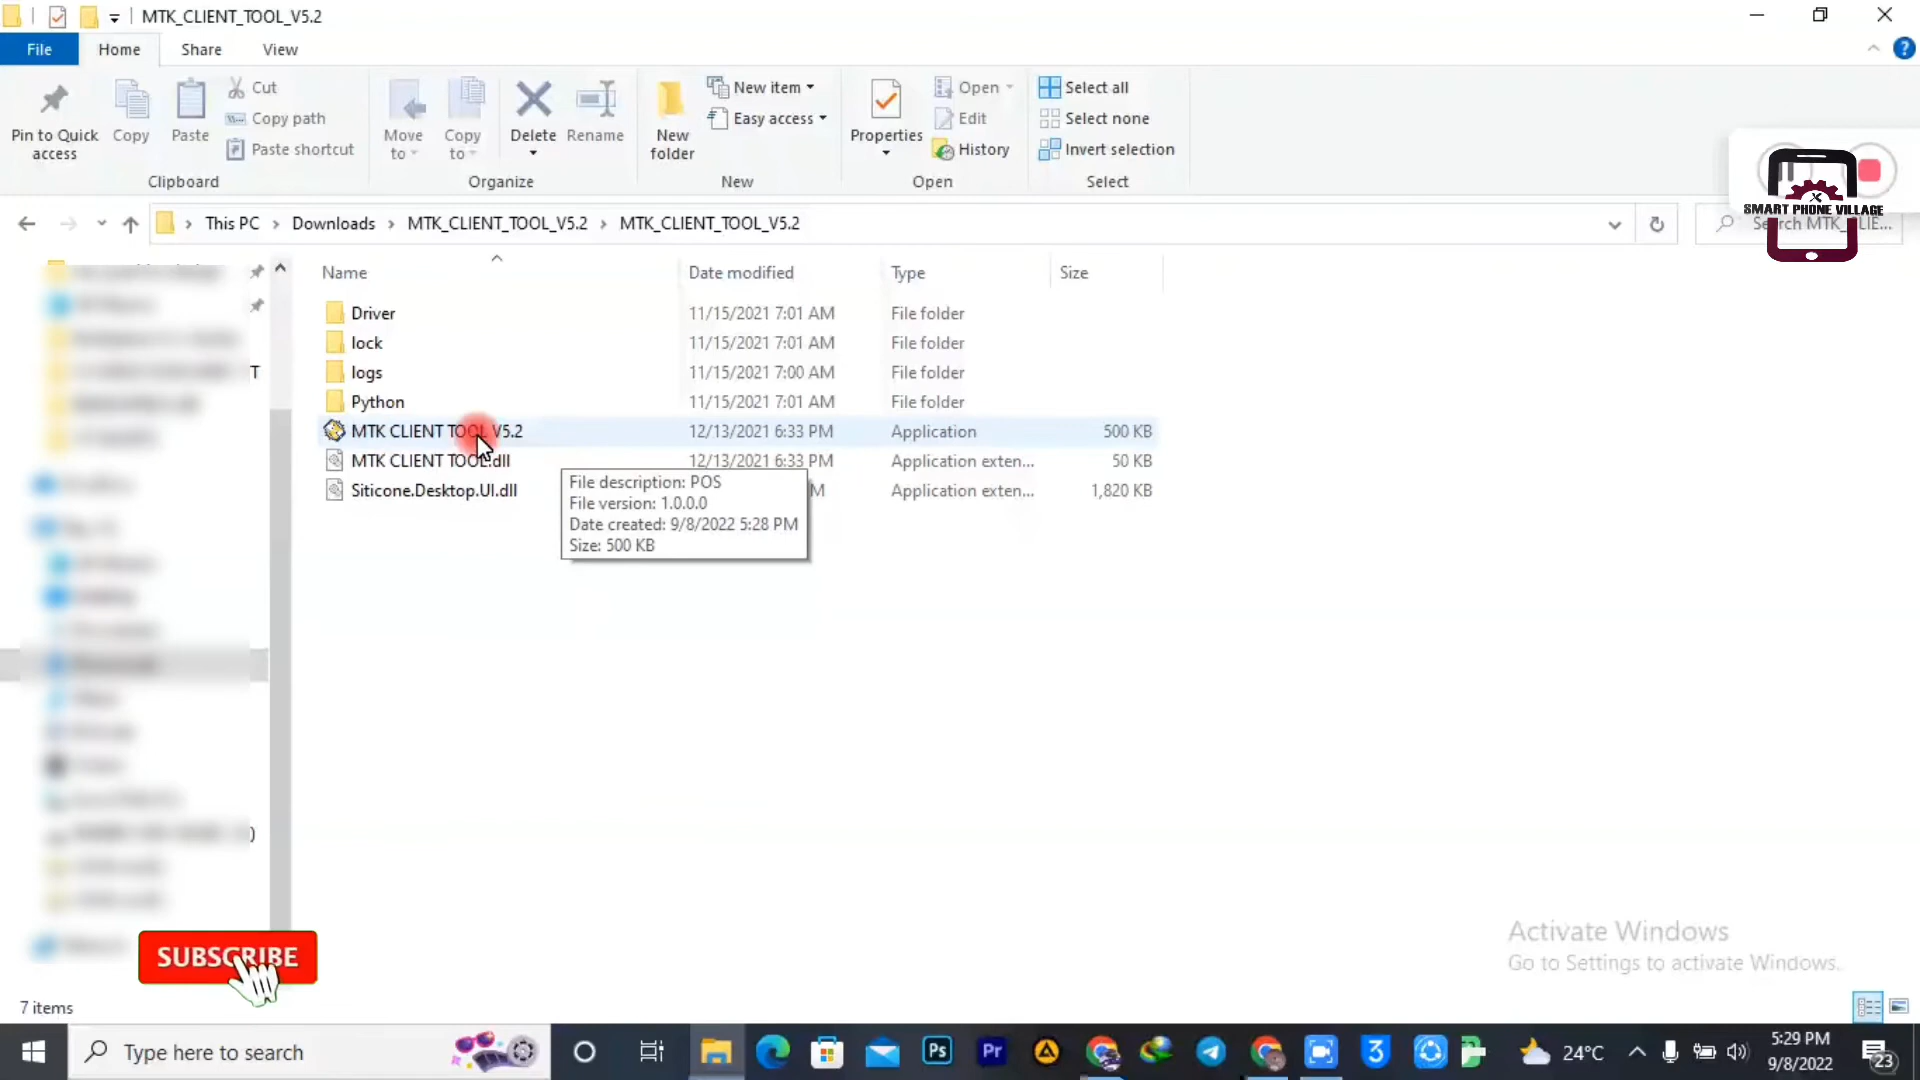 MTK_CLIENT_TOOL_V5.2
File Home Share View
Pin to Quick access
Copy
Paste
Cut
Copy path
Paste shortcut
Clipboard
Move to
Copy to
Delete
Rename
Organize
New folder
New item
Easy access
New
Properties
Open
Edit
History
Open
Select all
Select none
Invert selection
Select
SMART PHONE VILLAGE
This PC > Downloads > MTK_CLIENT_TOOL_V5.2 > MTK_CLIENT_TOOL_V5.2
Search MTK_CLIE...
Name Date modified Type Size
Driver 11/15/2021 7:01 AM File folder
lock 11/15/2021 7:01 AM File folder
logs 11/15/2021 7:00 AM File folder
Python 11/15/2021 7:01 AM File folder
MTK CLIENT TOOL V5.2 12/13/2021 6:33 PM Application 500 KB
MTK CLIENT TOOL.dll 12/13/2021 6:33 PM Application exten... 50 KB
Siticone.Desktop.UI.dll M Application exten... 1,820 KB
File description: POS
File version: 1.0.0.0
Date created: 9/8/2022 5:28 PM
Size: 500 KB
T
)
SUBSCRIBE
Activate Windows
Go to Settings to activate Windows.
7 items
Type here to search
Ps
Pr
3
24°C
5:29 PM
9/8/2022
23